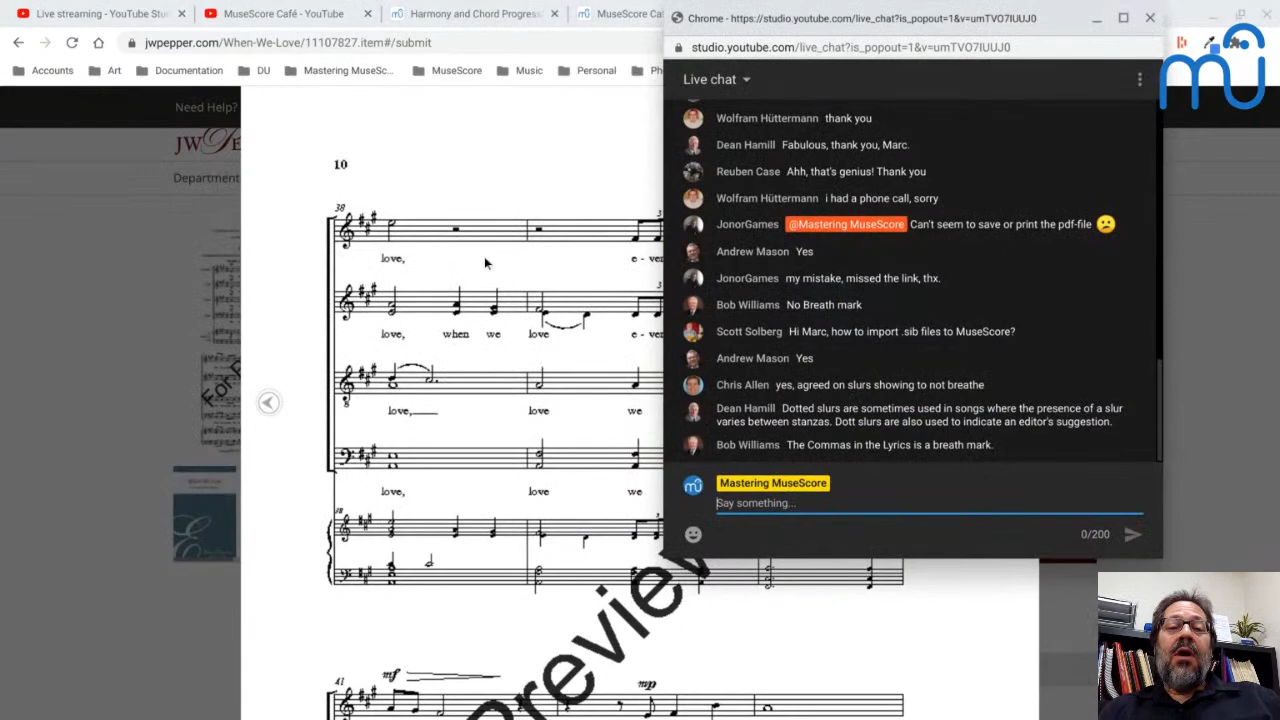 Live streaming - YouTube Stu
MuseScore Café - YouTube
Harmony and Chord Progress
MuseScore Ca
Chrome - https://studio.youtube.com/live_chat?is_popout=1&v=umTVO7IUUJ0
jwpepper.com/When-We-Love/11107827.item#/submit
studio.youtube.com/live_chat?is_popout=1&v=umTVO7IUUJ0
Accounts
Art
Documentation
DU
Mastering MuseSc...
MuseScore
Music
Personal
Need Help?
Department
Live chat
Wolfram Hüttermann thank you
Dean Hamill Fabulous, thank you, Marc.
Reuben Case Ahh, that's genius! Thank you
Wolfram Hüttermann i had a phone call, sorry
JonorGames @Mastering MuseScore Can't seem to save or print the pdf-file
Andrew Mason Yes
JonorGames my mistake, missed the link, thx.
Bob Williams No Breath mark
Scott Solberg Hi Marc, how to import .sib files to MuseScore?
Andrew Mason Yes
Chris Allen yes, agreed on slurs showing to not breathe
Dean Hamill Dotted slurs are sometimes used in songs where the presence of a slur
varies between stanzas. Dott slurs are also used to indicate an editor's suggestion.
Bob Williams The Commas in the Lyrics is a breath mark.
Mastering MuseScore
Say something...
0/200
10
38
3
love, e - ver
3
love, when we love e - ver
love, love we
love, love we
38
3
Preview
41
mf
mp